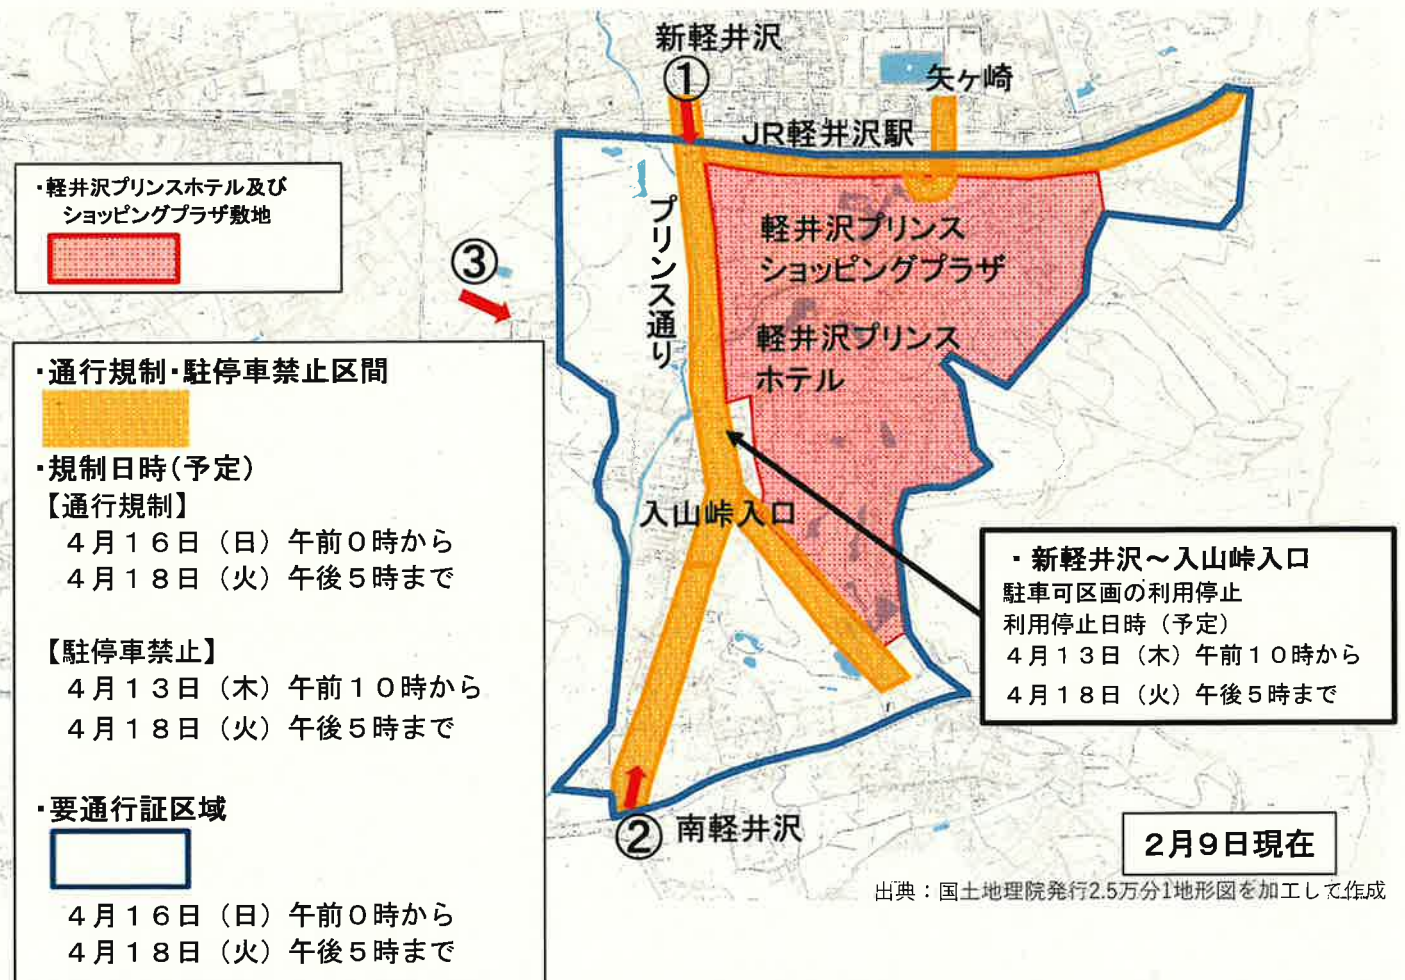 新軽井沢
①
矢ヶ崎
JR軽井沢駅
・軽井沢プリンスホテル及び
ショッピングプラザ敷地
プリンス通り
軽井沢プリンス
ショッピングプラザ
③
軽井沢プリンス
ホテル
・通行規制・駐停車禁止区間
・規制日時(予定)
【通行規制】
4月16日（日）午前0時から
4月18日（火）午後5時まで
【駐停車禁止】
4月13日（木）午前10時から
4月18日（火）午後5時まで
・要通行証区域
4月16日（日）午前0時から
4月18日（火）午後5時まで
入山峠入口
・新軽井沢～入山峠入口
駐車可区画の利用停止
利用停止日時（予定）
4月13日（木）午前10時から
4月18日（火）午後5時まで
② 南軽井沢
2月9日現在
出典：国土地理院発行2.5万分1地形図を加工して作成